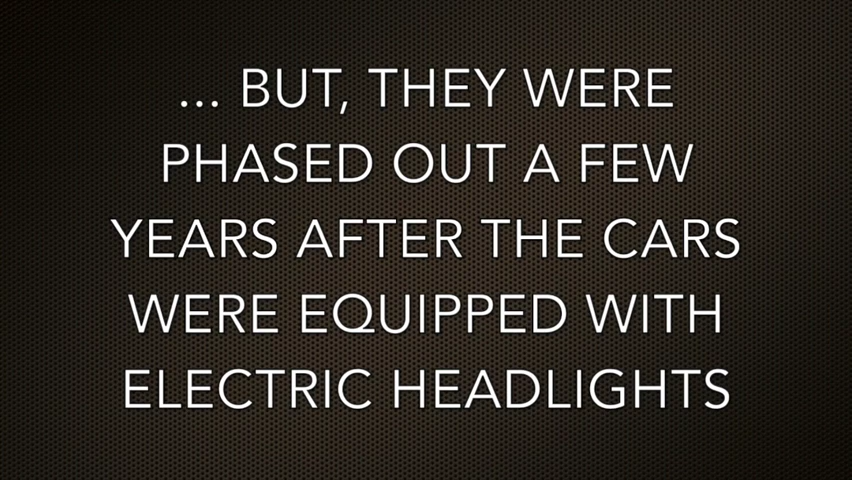 ... BUT, THEY WERE
PHASED OUT A FEW
YEARS AFTER THE CARS
WERE EQUIPPED WITH
ELECTRIC HEADLIGHTS